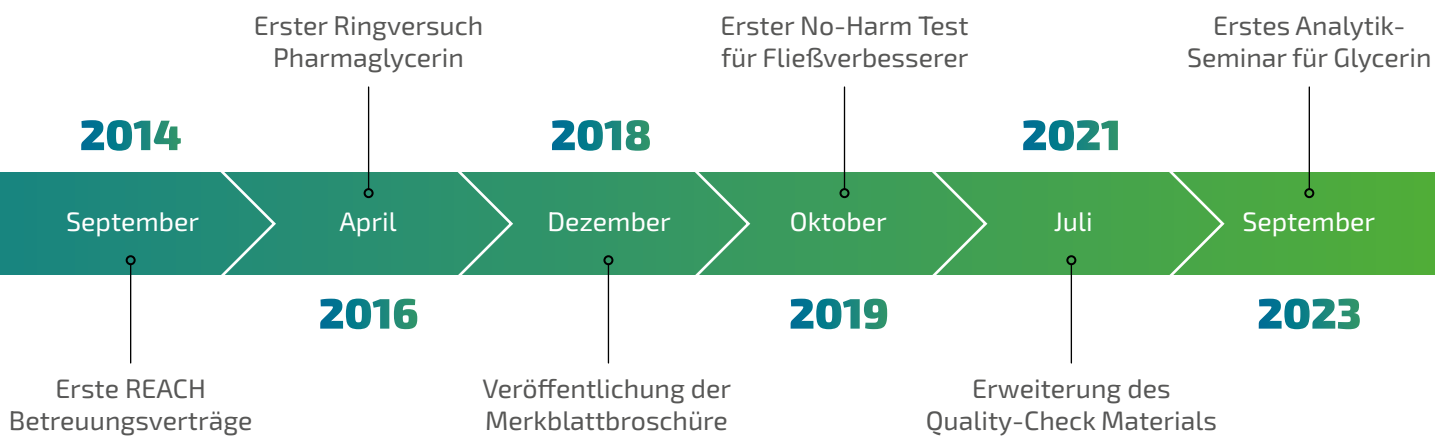 2014
September
Erste REACH
Betreuungsverträge
Erster Ringversuch
Pharmaglycerin
April
2016
2018
Dezember
Veröffentlichung der
Merkblattbroschüre
Erster No-Harm Test
für Fließverbesserer
Oktober
2019
2021
Juli
Erweiterung des
Quality-Check Materials
Erstes Analytik-
Seminar für Glycerin
September
2023